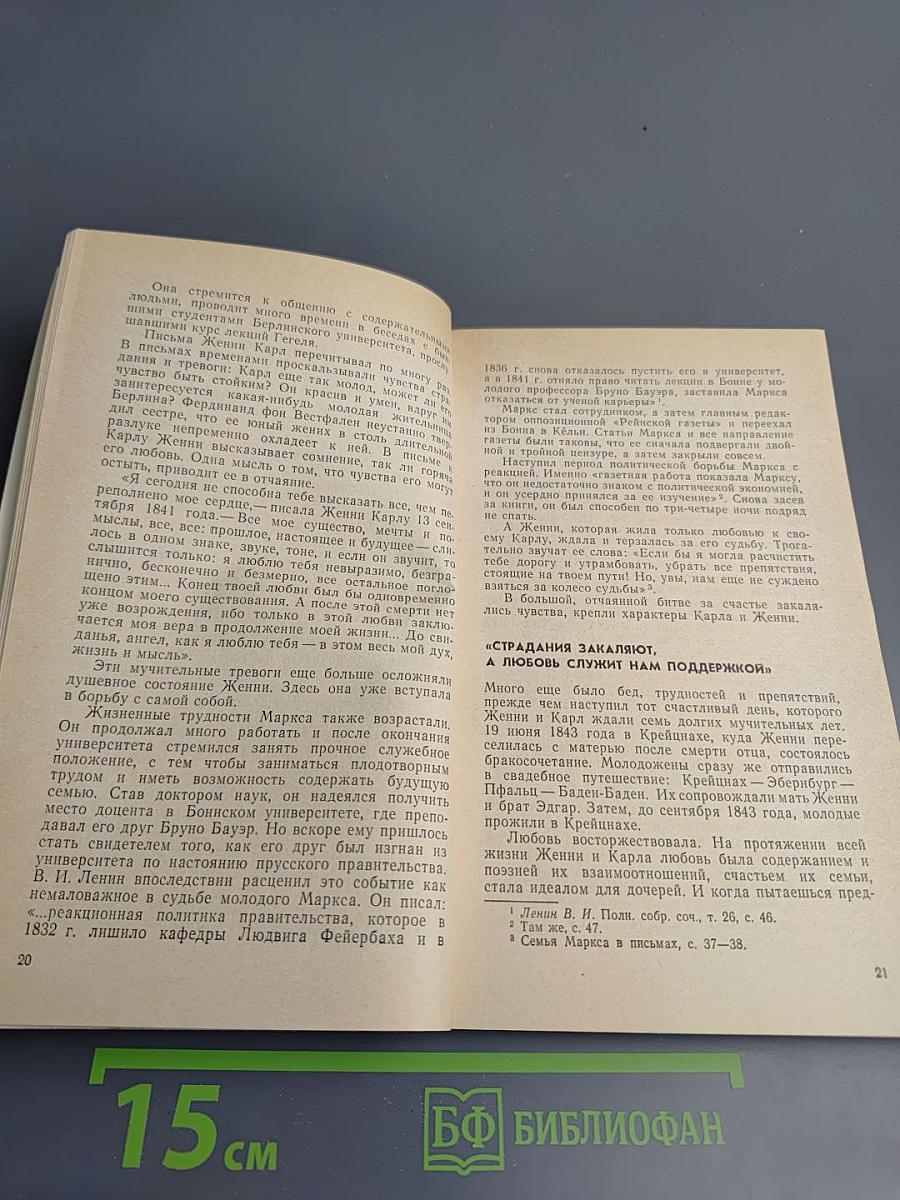 Она стремится к общению с содержательными
людьми, проводит много времени в беседах с быв-
шими студентами Берлинского университета, прослу-
шавшими курс лекций Гегеля.
Письма Женни Карл перечитывал по многу раз.
В письмах временами проскальзывали чувства стра-
дания и тревоги: Карл еще так молод, может ли его
чувство быть стойким? Он красив и умен, вдруг им
заинтересуется какая-нибудь молодая жительница
Берлина? Фердинанд фон Вестфален неустанно твер-
дил сестре, что ее юный жених в столь длительной
разлуке непременно охладеет к ней. В письме к
Карлу Женни высказывает сомнение, так ли горяча
его любовь. Одна мысль о том, что чувства его могут
остыть, приводит ее в отчаяние.
«Я сегодня не способна тебе высказать все, чем пе-
реполнено мое сердце,— писала Женни Карлу 13 сен-
тября 1841 года.— Все мое существо, мечты и по-
мыслы, все, все: прошлое, настоящее и будущее — сли-
лось в одном знаке, звуке, тоне, и если он звучит, то
слышится только: я люблю тебя невыразимо, безгра-
нично, бесконечно и безмерно, все остальное погло-
щено этим... Конец твоей любви был бы одновременно
концом моего существования. А после этой смерти нет
уже возрождения, ибо только в этой любви заклю-
чается моя вера в продолжение моей жизни... До сви-
данья, ангел, как я люблю тебя — в этом весь мой дух,
жизнь и мысль».
Эти мучительные тревоги еще больше осложняли
душевное состояние Женни. Здесь она уже вступала
в борьбу с самой собой.
Жизненные трудности Маркса также возрастали.
Он продолжал много работать и после окончания
университета стремился занять прочное служебное
положение, с тем чтобы заниматься плодотворным
трудом и иметь возможность содержать будущую
семью. Став доктором наук, он надеялся получить
место доцента в Боннском университете, где препо-
давал его друг Бруно Бауэр. Но вскоре ему пришлось
стать свидетелем того, как его друг был изгнан из
университета по настоянию прусского правительства.
В. И. Ленин впоследствии расценил это событие как
немаловажное в судьбе молодого Маркса. Он писал:
«...реакционная политика правительства, которое в
1832 г. лишило кафедры Людвига Фейербаха и в
20
1836 г. снова отказалось пустить его в университет,
а в 1841 г. отняло право читать лекции в Бонне у мо-
лодого профессора Бруно Бауэра, заставила Маркса
отказаться от ученой карьеры»¹.
Маркс стал сотрудником, а затем главным редак-
тором оппозиционной «Рейнской газеты» и переехал
из Бонна в Кёльн. Статьи Маркса и все направление
газеты были таковы, что ее сначала подвергали двой-
ной и тройной цензуре, а затем закрыли совсем.
Наступил период политической борьбы Маркса с
реакцией. Именно «газетная работа показала Марксу,
что он недостаточно знаком с политической экономией,
и он усердно принялся за ее изучение»². Снова засев
за книги, он был способен по три-четыре ночи подряд
не спать.
А Женни, которая жила только любовью к сво-
ему Карлу, ждала и терзалась за его судьбу. Трога-
тельно звучат ее слова: «Если бы я могла расчистить
тебе дорогу и утрамбовать, убрать все препятствия,
стоящие на твоем пути! Но, увы, нам еще не суждено
взяться за колесо судьбы»³.
В большой, отчаянной битве за счастье закаля-
лись чувства, крепли характеры Карла и Женни.
«СТРАДАНИЯ ЗАКАЛЯЮТ,
А ЛЮБОВЬ СЛУЖИТ НАМ ПОДДЕРЖКОЙ»
Много еще было бед, трудностей и препятствий,
прежде чем наступил тот счастливый день, которого
Женни и Карл ждали семь долгих мучительных лет.
19 июня 1843 года в Крейцнахе, куда Женни пере-
селилась с матерью после смерти отца, состоялось
бракосочетание. Молодожены сразу же отправились
в свадебное путешествие: Крейцнах — Эбернбург —
Пфальц — Баден-Баден. Их сопровождали мать Женни
и брат Эдгар. Затем, до сентября 1843 года, молодые
прожили в Крейцнахе.
Любовь восторжествовала. На протяжении всей
жизни Женни и Карла любовь была содержанием и
поэзией их взаимоотношений, счастьем их семьи,
стала идеалом для дочерей. И когда пытаешься пред-
¹ Ленин В. И. Полн. собр. соч., т. 26, с. 46.
² Там же, с. 47.
³ Семья Маркса в письмах, с. 37—38.
21
15 см
БФ БИБЛИОФАН